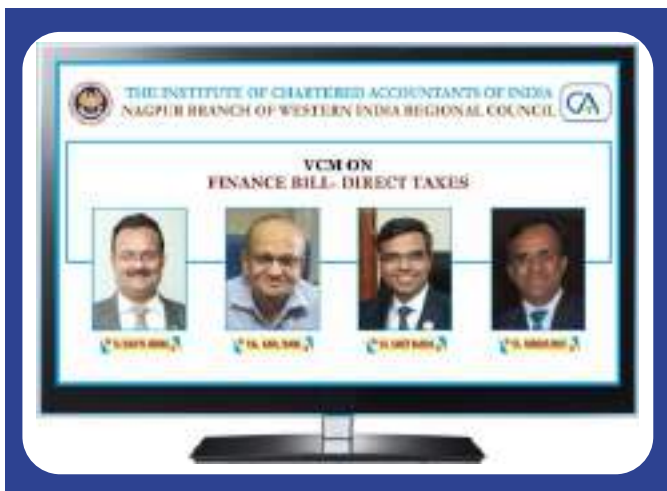 THE INSTITUTE OF CHARTERED ACCOUNTANTS OF INDIA
NAGPUR BRANCH OF WESTERN INDIA REGIONAL COUNCIL
CA
VCM ON
FINANCE BILL- DIRECT TAXES